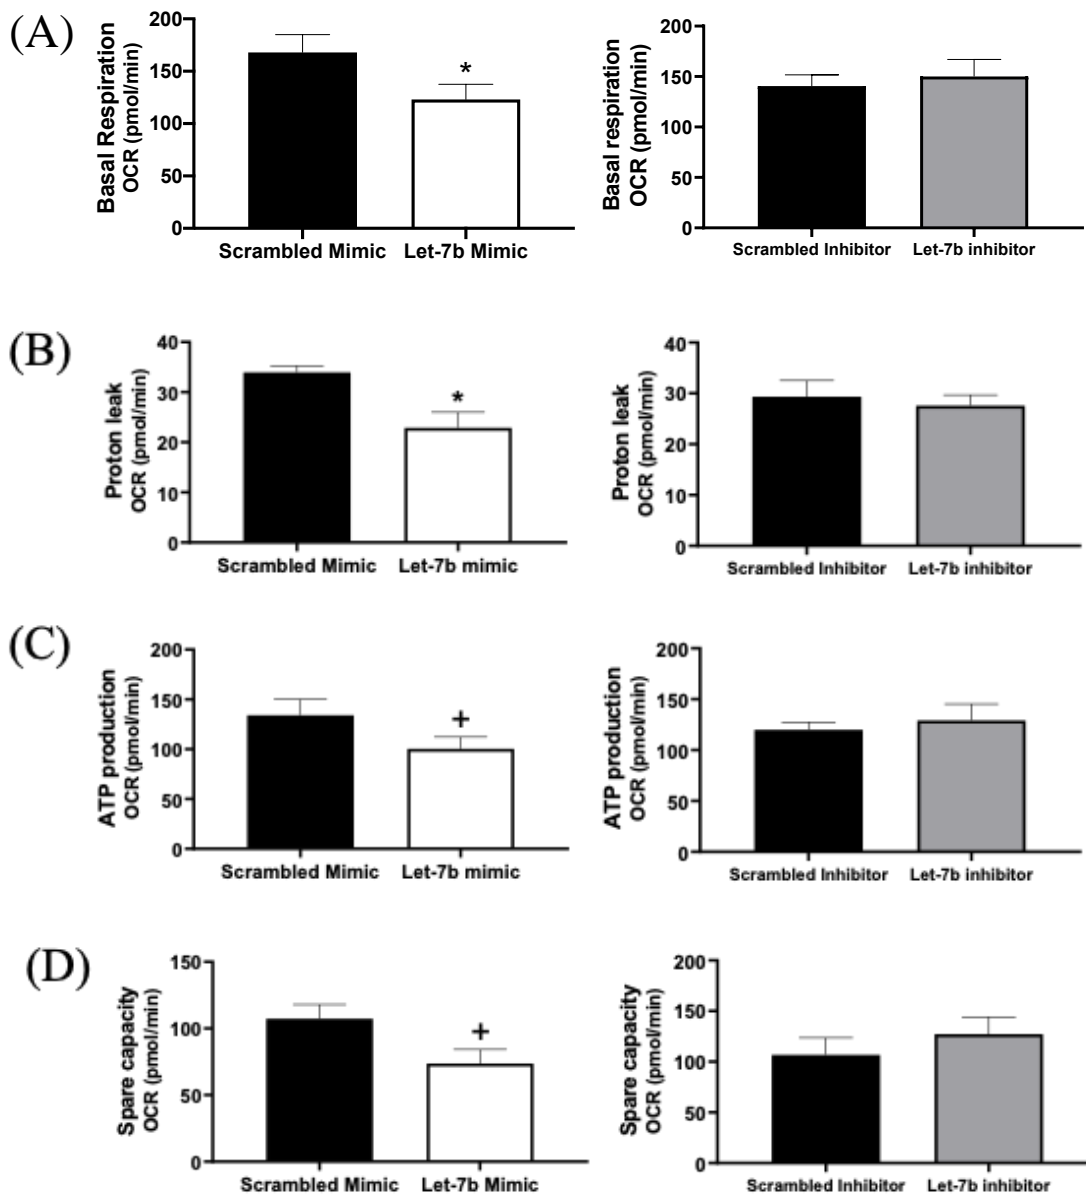 (A)
Basal Respiration
OCR (pmol/min)
200
150
100
50
0
*
Scrambled Mimic Let-7b Mimic
Basal respiration
OCR (pmol/min)
200
150
100
50
0
Scrambled Inhibitor Let-7b inhibitor
(B)
Proton leak
OCR (pmol/min)
40
30
20
10
0
*
Scrambled Mimic Let-7b mimic
Proton leak
OCR (pmol/min)
40
30
20
10
0
Scrambled Inhibitor Let-7b inhibitor
(C)
ATP production
OCR (pmol/min)
200
150
100
50
0
+
Scrambled Mimic Let-7b mimic
ATP production
OCR (pmol/min)
200
150
100
50
0
Scrambled Inhibitor Let-7b inhibitor
(D)
Spare capacity
OCR (pmol/min)
150
100
50
0
+
Scrambled Mimic Let-7b Mimic
Spare capacity
OCR (pmol/min)
200
150
100
50
0
Scrambled Inhibitor Let-7b inhibitor